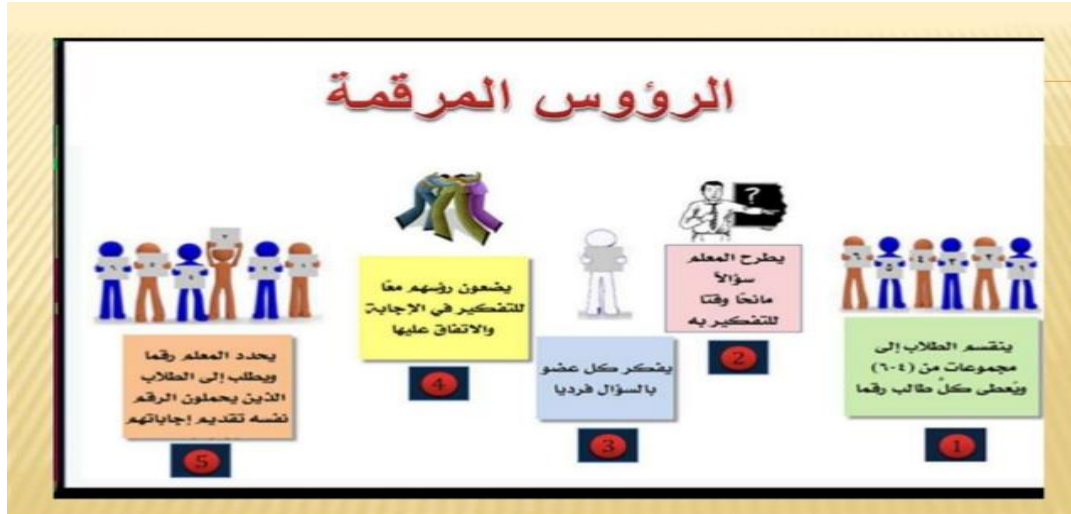 الرؤوس المرقمة
ينقسم الطلاب إلى
مجموعات من (٤-٦)
ويُعطى كلُ طالب رقما
1
?
يطرح المعلم
سؤالاً
مانحًا وقتا
للتفكير به
2
يفكر كل عضو
بالسؤال فرديا
3
يضعون رؤسهم معًا
للتفكير في الإجابة
والاتفاق عليها
4
يحدد المعلم رقما
ويطلب إلى الطلاب
الذين يحملون الرقم
نفسه تقديم إجاباتهم
5